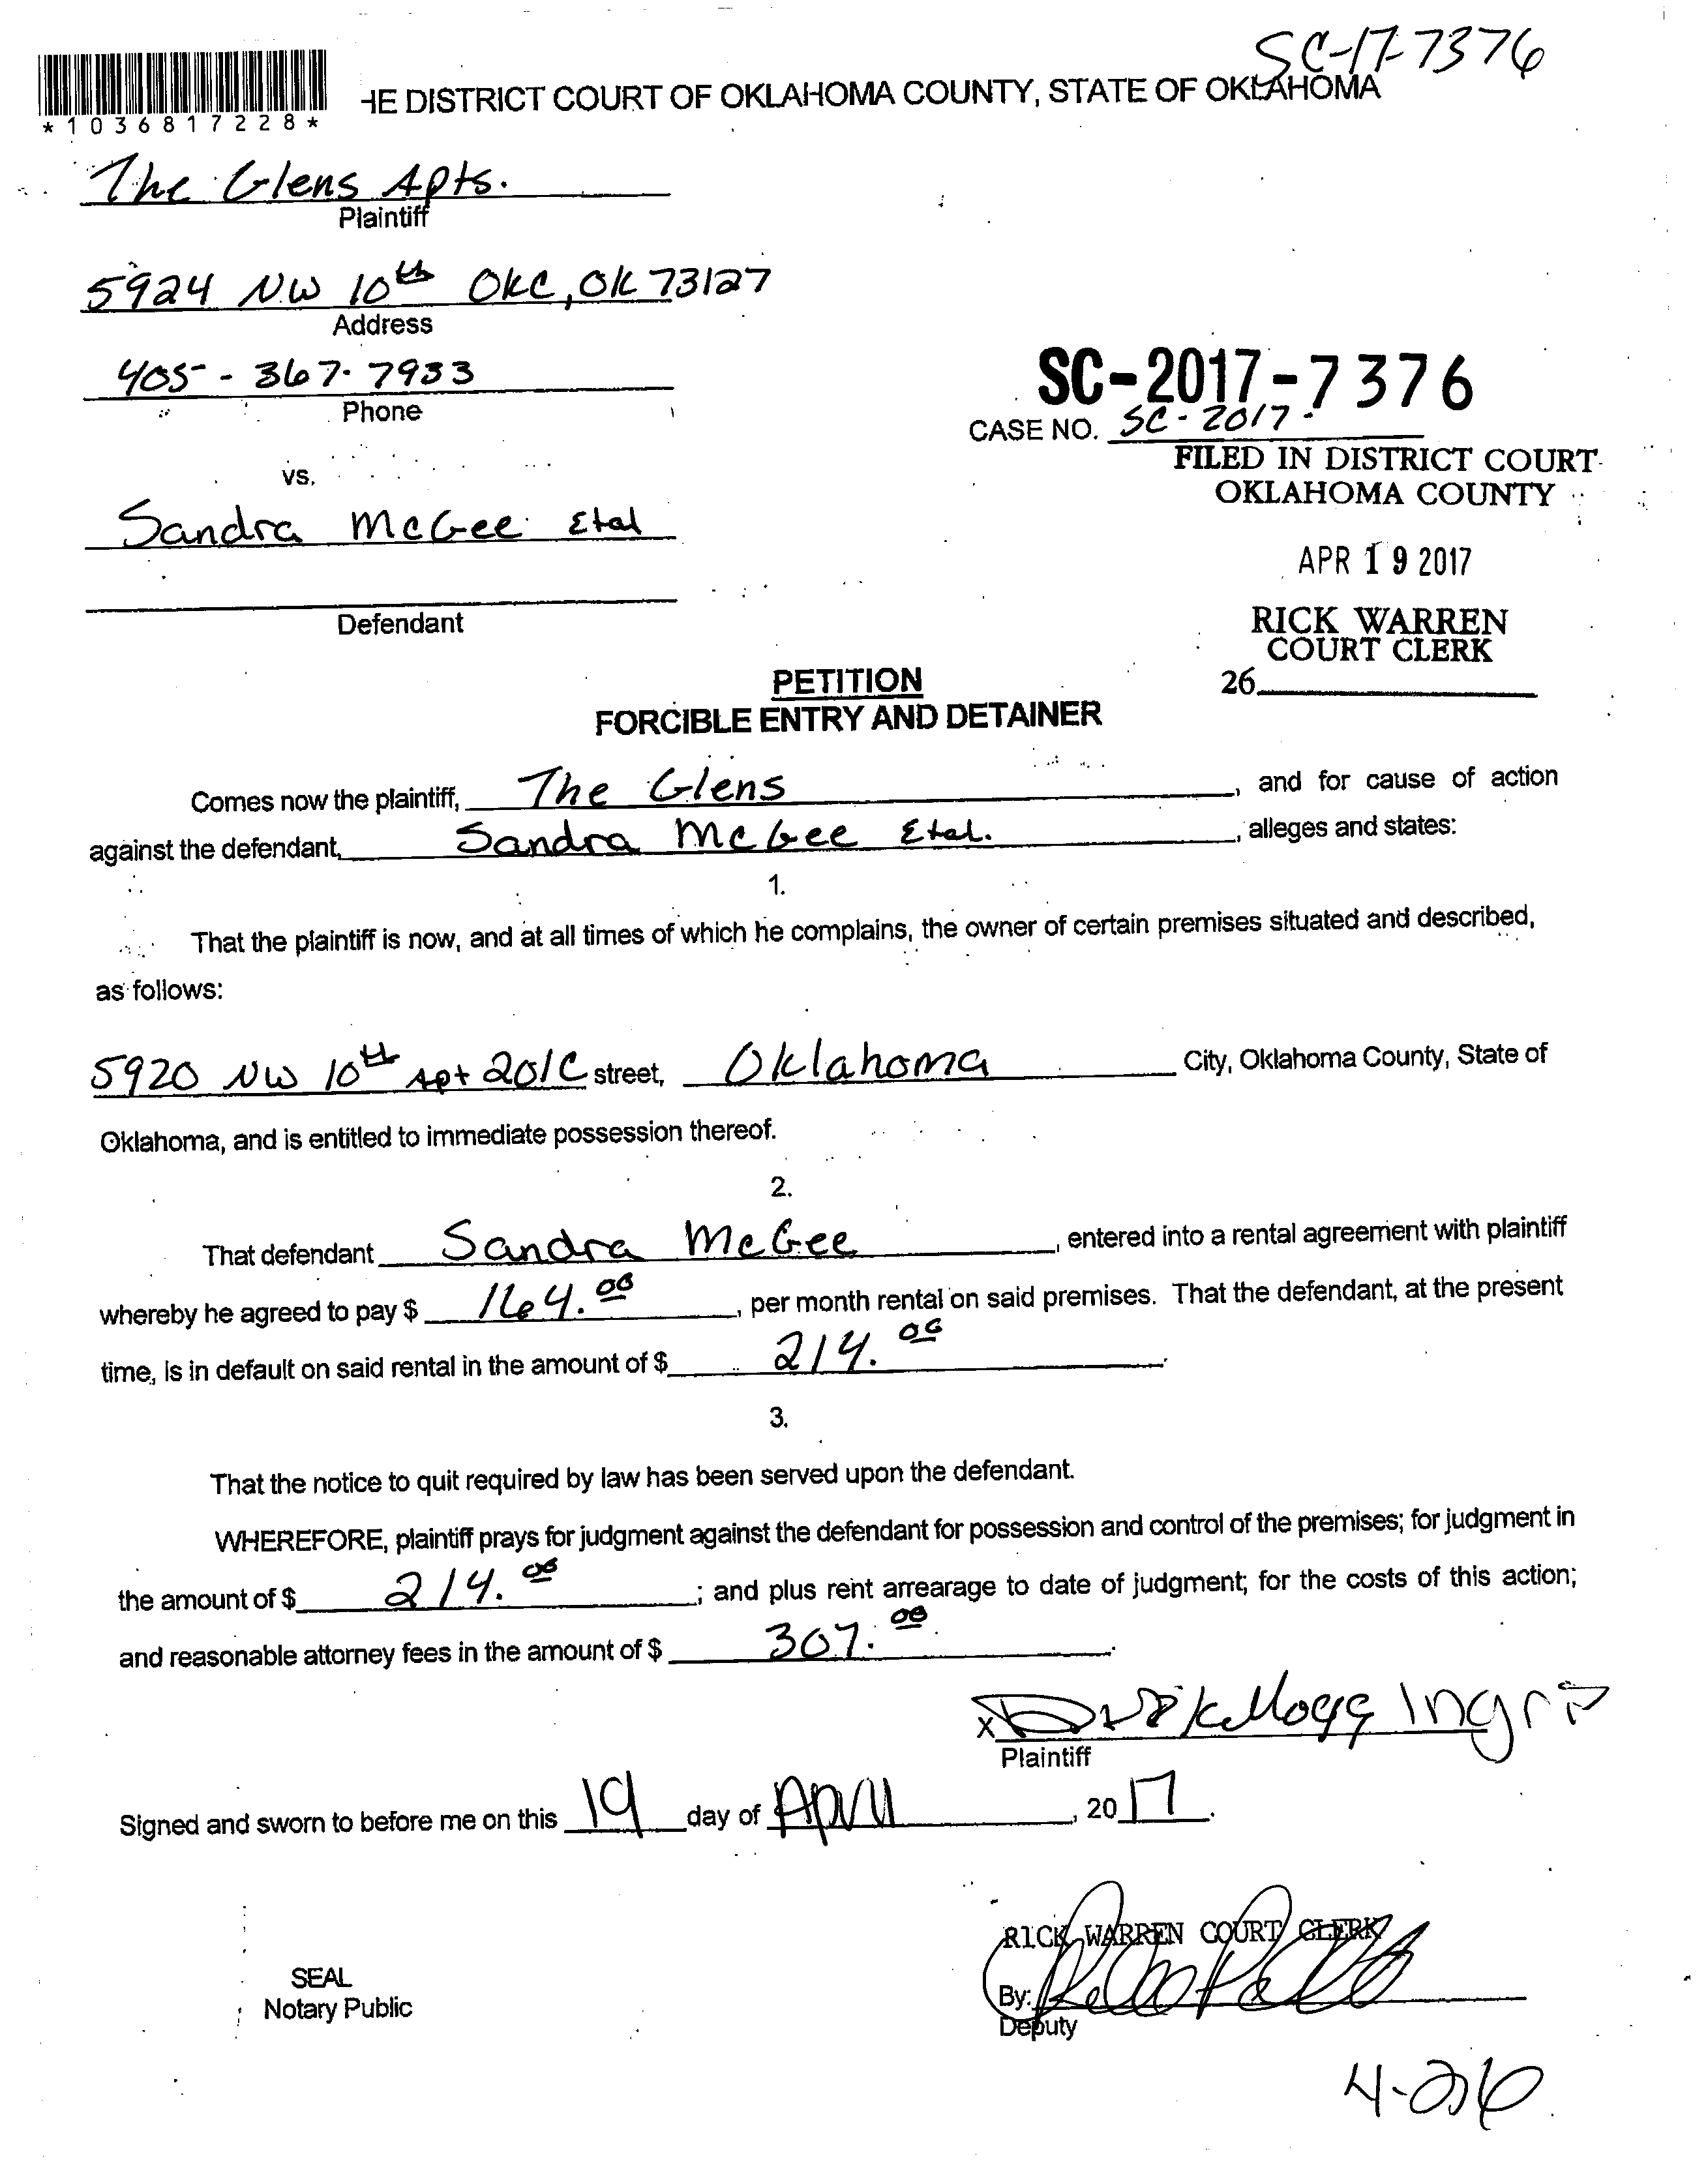 SC-17-7376
*1036817228*
HE DISTRICT COURT OF OKLAHOMA COUNTY, STATE OF OKLAHOMA
The Glens Apts.
Plaintiff
5924 NW 10th OKC, OK 73127
Address
405-367-7933
Phone
SC-2017-7376
CASE NO. SC-2017-
vs.
FILED IN DISTRICT COURT
OKLAHOMA COUNTY
Sandra McGee Etal
APR 19 2017
Defendant
RICK WARREN
COURT CLERK
26
PETITION
FORCIBLE ENTRY AND DETAINER
Comes now the plaintiff, The Glens, and for cause of action
against the defendant, Sandra McGee Etal., alleges and states:
1.
That the plaintiff is now, and at all times of which he complains, the owner of certain premises situated and described,
as follows:
5920 NW 10th Apt 201C street, Oklahoma City, Oklahoma County, State of
Oklahoma, and is entitled to immediate possession thereof.
2.
That defendant Sandra McGee, entered into a rental agreement with plaintiff
whereby he agreed to pay $ 164.00, per month rental on said premises. That the defendant, at the present
time, is in default on said rental in the amount of $ 214.00.
3.
That the notice to quit required by law has been served upon the defendant.
WHEREFORE, plaintiff prays for judgment against the defendant for possession and control of the premises; for judgment in
the amount of $ 214.00; and plus rent arrearage to date of judgment; for the costs of this action;
and reasonable attorney fees in the amount of $ 307.00.
X Kellogg
Plaintiff
Signed and sworn to before me on this 19 day of April, 2017.
RICK WARREN COURT CLERK
SEAL
Notary Public
By:
Deputy
4-26